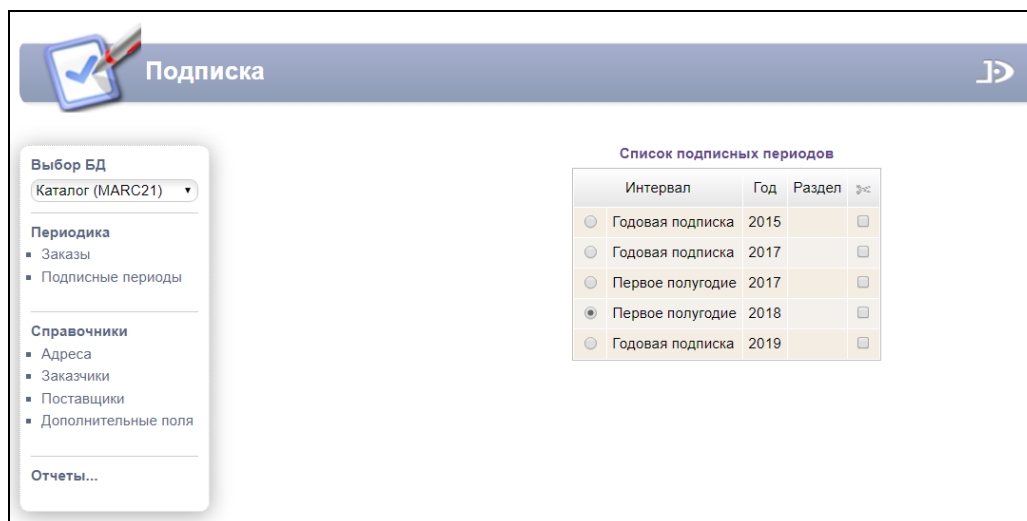 Подписка
Выбор БД
Каталог (MARC21)
Периодика
Заказы
Подписные периоды
Справочники
Адреса
Заказчики
Поставщики
Дополнительные поля
Отчеты...
Список подписных периодов
Интервал Год Раздел
Годовая подписка 2015
Годовая подписка 2017
Первое полугодие 2017
Первое полугодие 2018
Годовая подписка 2019